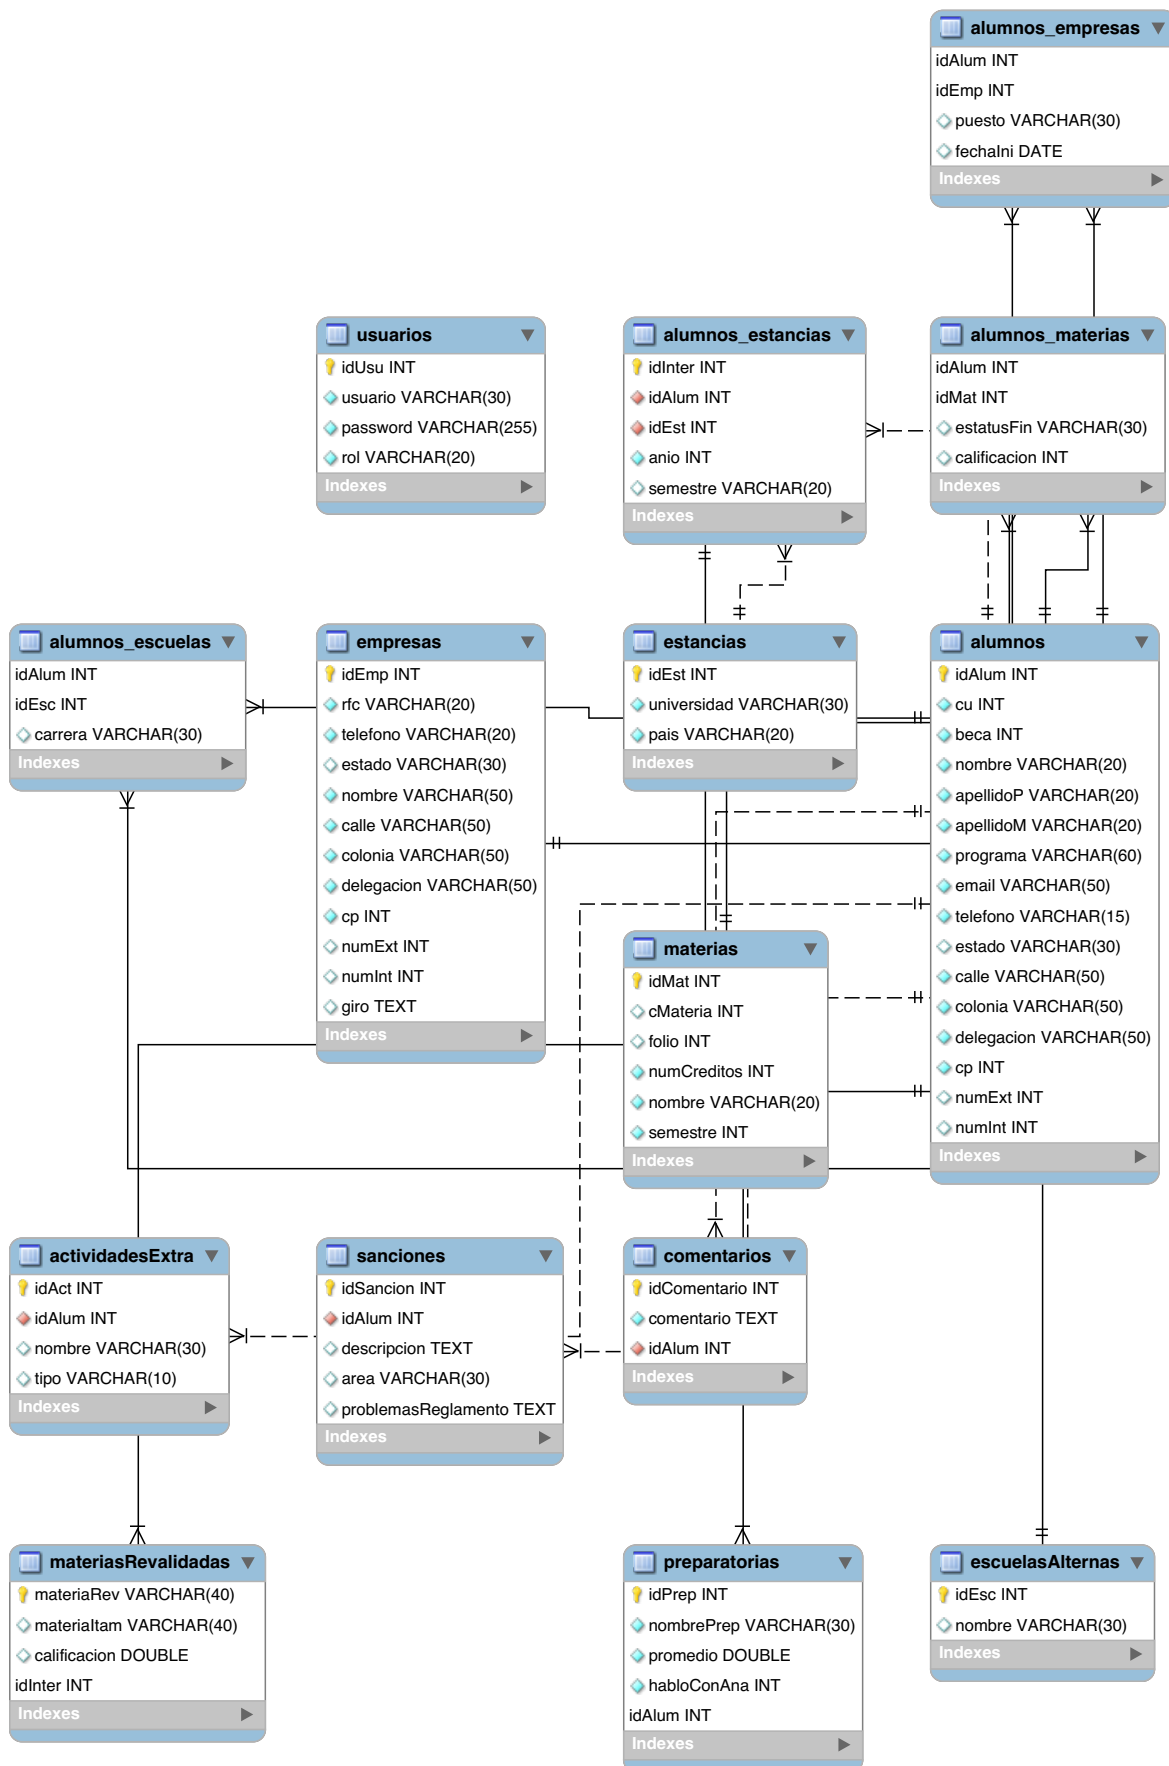 alumnos_empresas
idAlum INT
idEmp INT
puesto VARCHAR(30)
fechaIni DATE
Indexes
usuarios
idUsu INT
usuario VARCHAR(30)
password VARCHAR(255)
rol VARCHAR(20)
Indexes
alumnos_estancias
idInter INT
idAlum INT
idEst INT
anio INT
semestre VARCHAR(20)
Indexes
alumnos_materias
idAlum INT
idMat INT
estatusFin VARCHAR(30)
calificacion INT
Indexes
alumnos_escuelas
idAlum INT
idEsc INT
carrera VARCHAR(30)
Indexes
empresas
idEmp INT
rfc VARCHAR(20)
telefono VARCHAR(20)
estado VARCHAR(30)
nombre VARCHAR(50)
calle VARCHAR(50)
colonia VARCHAR(50)
delegacion VARCHAR(50)
cp INT
numExt INT
numInt INT
giro TEXT
Indexes
estancias
idEst INT
universidad VARCHAR(30)
pais VARCHAR(20)
Indexes
alumnos
idAlum INT
cu INT
beca INT
nombre VARCHAR(20)
apellidoP VARCHAR(20)
apellidoM VARCHAR(20)
programa VARCHAR(60)
email VARCHAR(50)
telefono VARCHAR(15)
estado VARCHAR(30)
calle VARCHAR(50)
colonia VARCHAR(50)
delegacion VARCHAR(50)
cp INT
numExt INT
numInt INT
Indexes
materias
idMat INT
cMateria INT
folio INT
numCreditos INT
nombre VARCHAR(20)
semestre INT
Indexes
actividadesExtra
idAct INT
idAlum INT
nombre VARCHAR(30)
tipo VARCHAR(10)
Indexes
sanciones
idSancion INT
idAlum INT
descripcion TEXT
area VARCHAR(30)
problemasReglamento TEXT
Indexes
comentarios
idComentario INT
comentario TEXT
idAlum INT
Indexes
materiasRevalidadas
materiaRev VARCHAR(40)
materiaItam VARCHAR(40)
calificacion DOUBLE
idInter INT
Indexes
preparatorias
idPrep INT
nombrePrep VARCHAR(30)
promedio DOUBLE
habloConAna INT
idAlum INT
Indexes
escuelasAlternas
idEsc INT
nombre VARCHAR(30)
Indexes